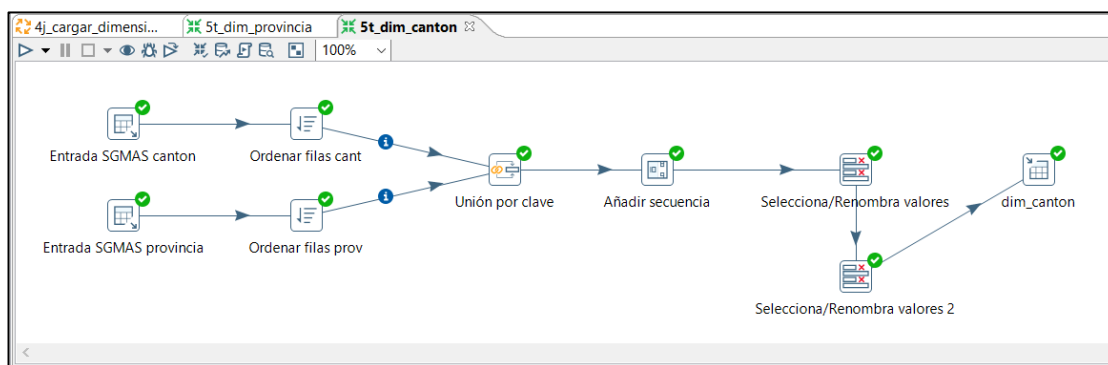 4j_cargar_dimensi...
5t_dim_provincia
5t_dim_canton
100%
Entrada SGMAS canton
Ordenar filas cant
Unión por clave
Añadir secuencia
Selecciona/Renombra valores
dim_canton
Entrada SGMAS provincia
Ordenar filas prov
Selecciona/Renombra valores 2